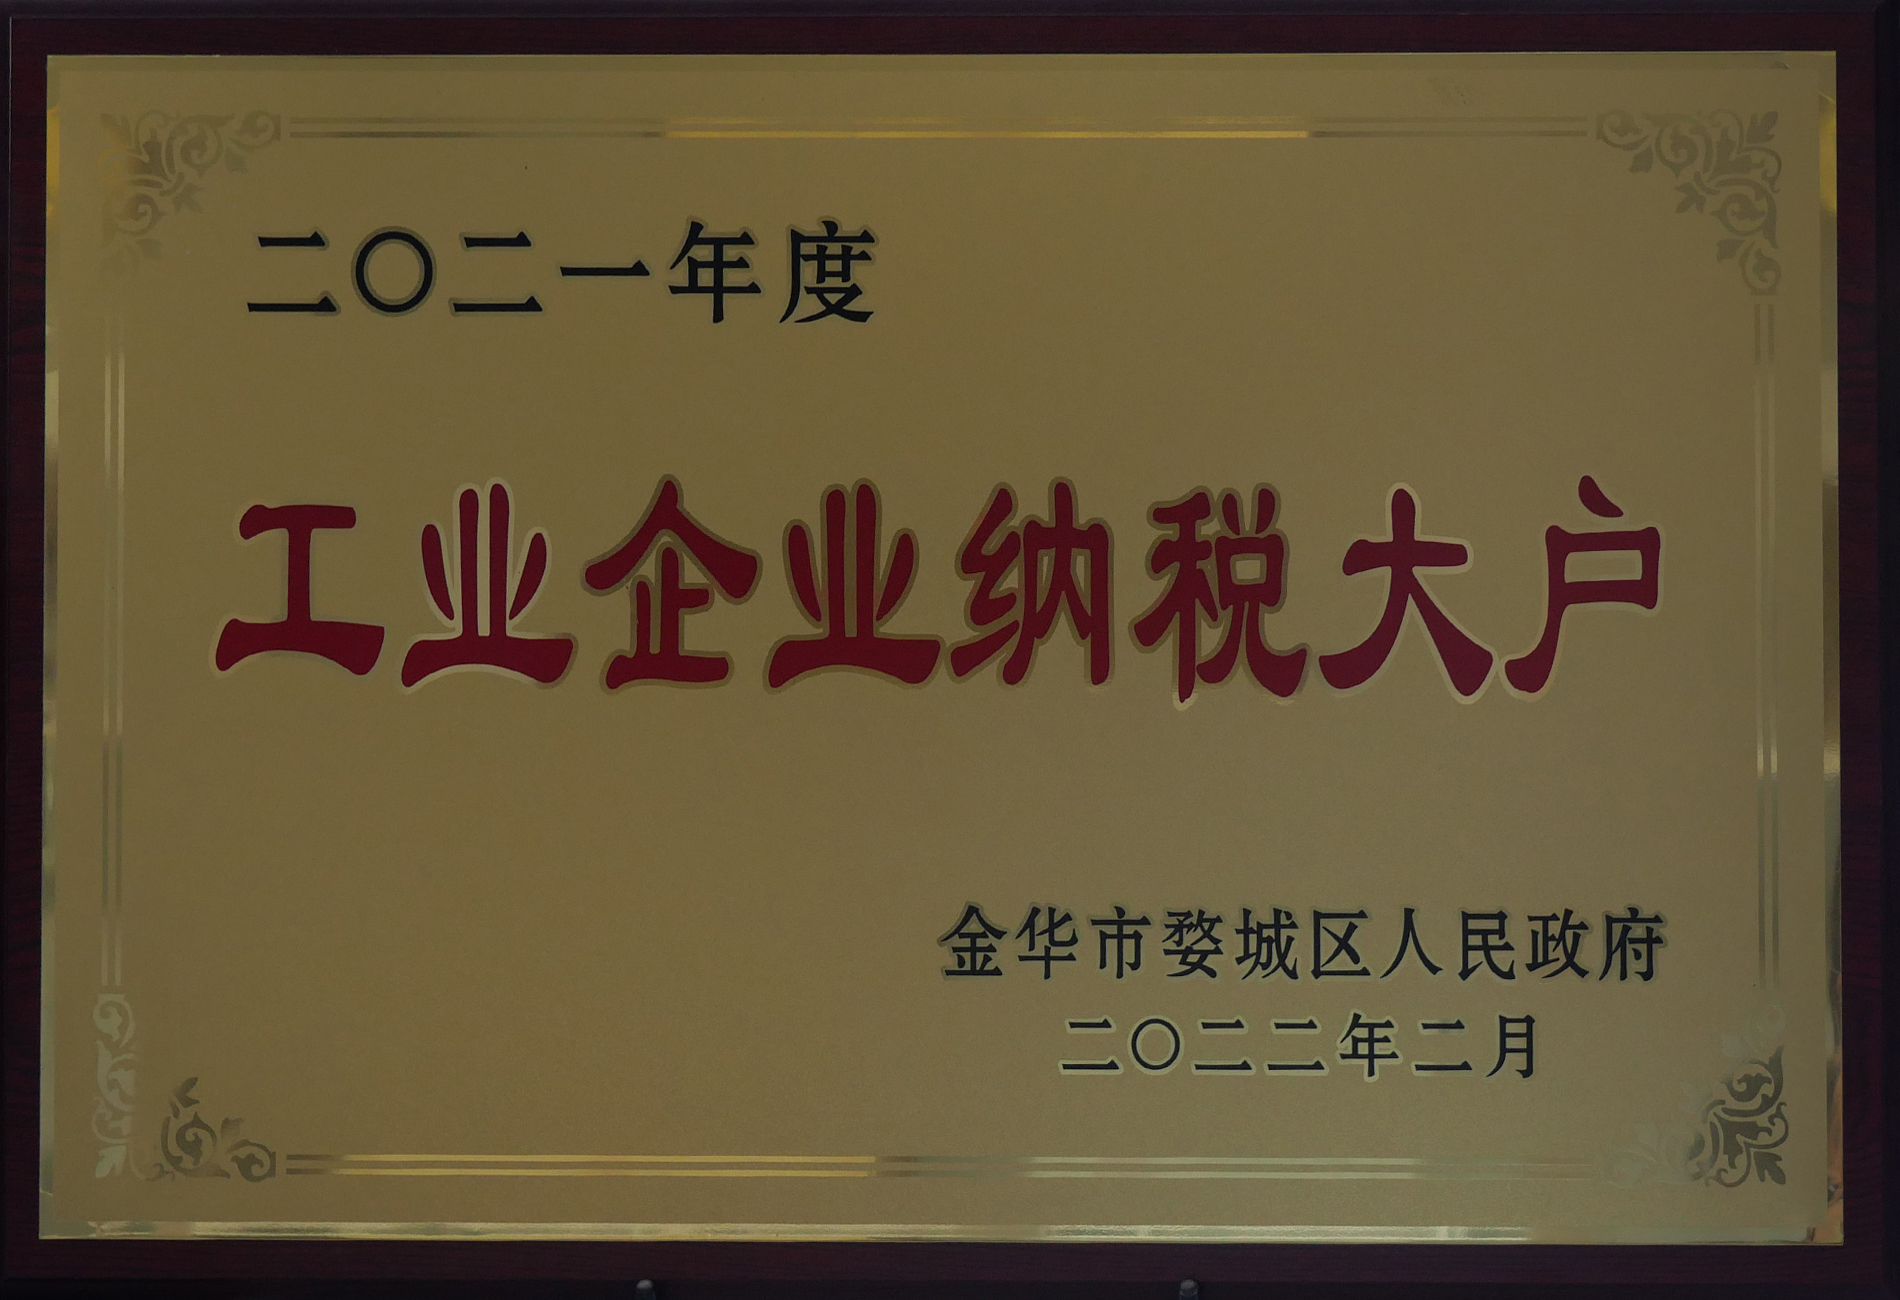 二〇二一年度
工业企业纳税大户
金华市婺城区人民政府
二〇二二年二月